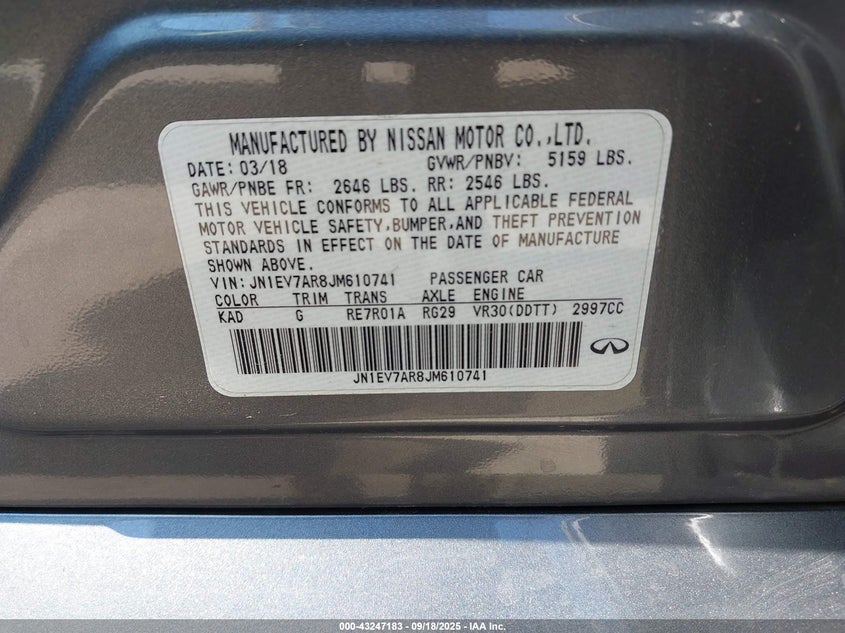 MANUFACTURED BY NISSAN MOTOR CO.,LTD.
DATE: 03/18 GVWR/PNBV: 5159 LBS.
GAWR/PNBE FR: 2646 LBS. RR: 2546 LBS.
THIS VEHICLE CONFORMS TO ALL APPLICABLE FEDERAL
MOTOR VEHICLE SAFETY,BUMPER,AND THEFT PREVENTION
STANDARDS IN EFFECT ON THE DATE OF MANUFACTURE
SHOWN ABOVE.
VIN: JN1EV7AR8JM610741 PASSENGER CAR
COLOR TRIM TRANS AXLE ENGINE
KAD G RE7R01A RG29 VR30(DDTT) 2997CC
JN1EV7AR8JM610741
000-43247183 - 09/18/2025 - IAA Inc.